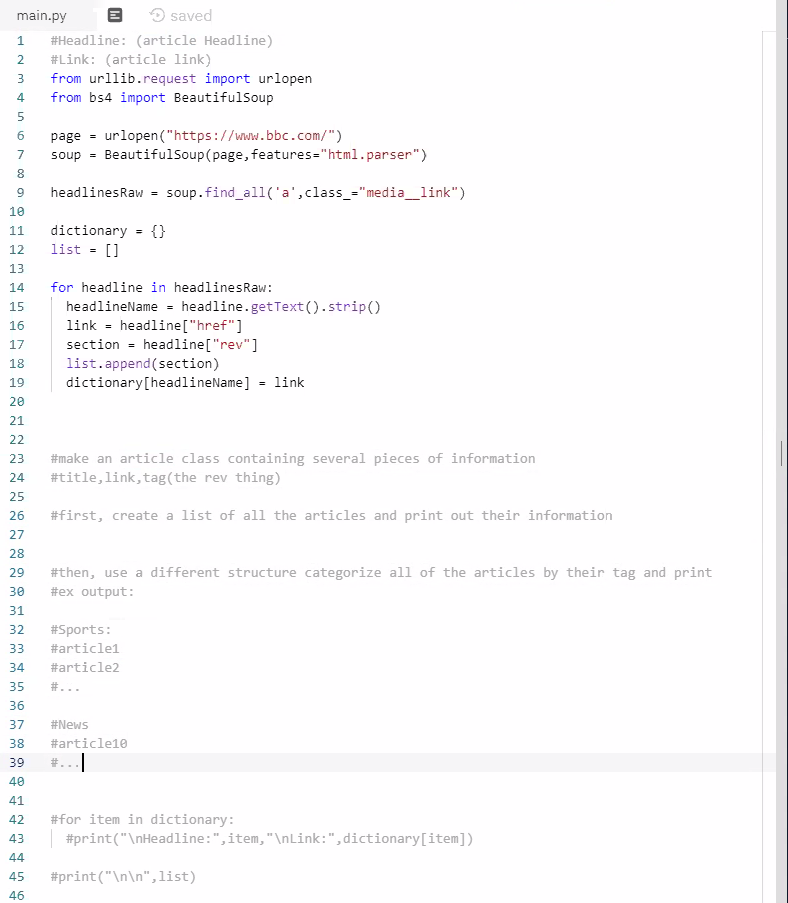 main.py saved
1 #Headline: (article Headline)
2 #Link: (article link)
3 from urllib.request import urlopen
4 from bs4 import BeautifulSoup
5
6 page = urlopen("https://www.bbc.com/")
7 soup = BeautifulSoup(page,features="html.parser")
8
9 headlinesRaw = soup.find_all('a',class_="media__link")
10
11 dictionary = {}
12 list = []
13
14 for headline in headlinesRaw:
15   headlineName = headline.getText().strip()
16   link = headline["href"]
17   section = headline["rev"]
18   list.append(section)
19   dictionary[headlineName] = link
20
21
22
23 #make an article class containing several pieces of information
24 #title,link,tag(the rev thing)
25
26 #first, create a list of all the articles and print out their information
27
28
29 #then, use a different structure categorize all of the articles by their tag and print
30 #ex output:
31
32 #Sports:
33 #article1
34 #article2
35 #...
36
37 #News
38 #article10
39 #...
40
41
42 #for item in dictionary:
43   #print("\nHeadline:",item,"\nLink:",dictionary[item])
44
45 #print("\n\n",list)
46